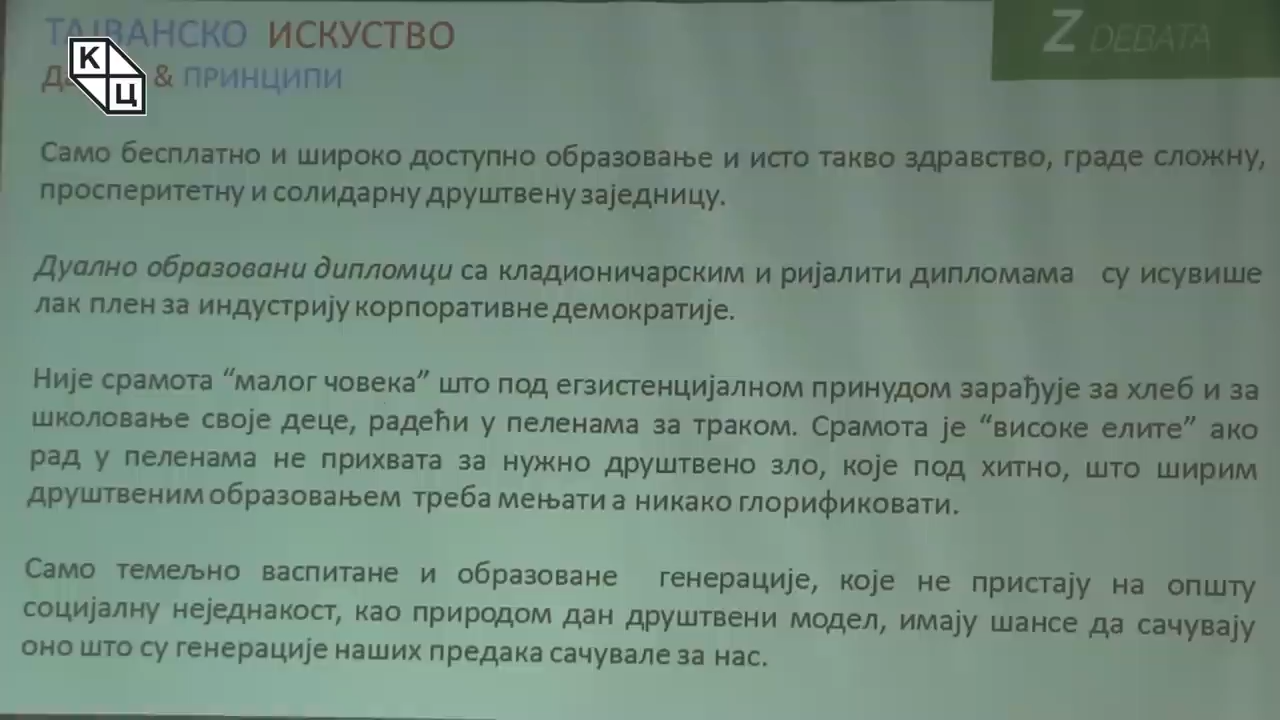 ТАЈВАНСКО ИСКУСТВО
Z DEBATA
К
Ц
& ПРИНЦИПИ
Само бесплатно и широко доступно образовање и исто такво здравство, граде сложну,
просперитетну и солидарну друштвену заједницу.
Дуално образовани дипломци са кладионичарским и ријалити дипломама су исувише
лак плен за индустрију корпоративне демократије.
Није срамота “малог човека” што под егзистенцијалном принудом зарађује за хлеб и за
школовање своје деце, радећи у пеленама за траком. Срамота је “високе елите” ако
рад у пеленама не прихвата за нужно друштвено зло, које под хитно, што ширим
друштвеним образовањем треба мењати а никако глорификовати.
Само темељно васпитане и образоване генерације, које не пристају на општу
социјалну неједнакост, као природом дан друштвени модел, имају шансе да сачувају
оно што су генерације наших предака сачувале за нас.